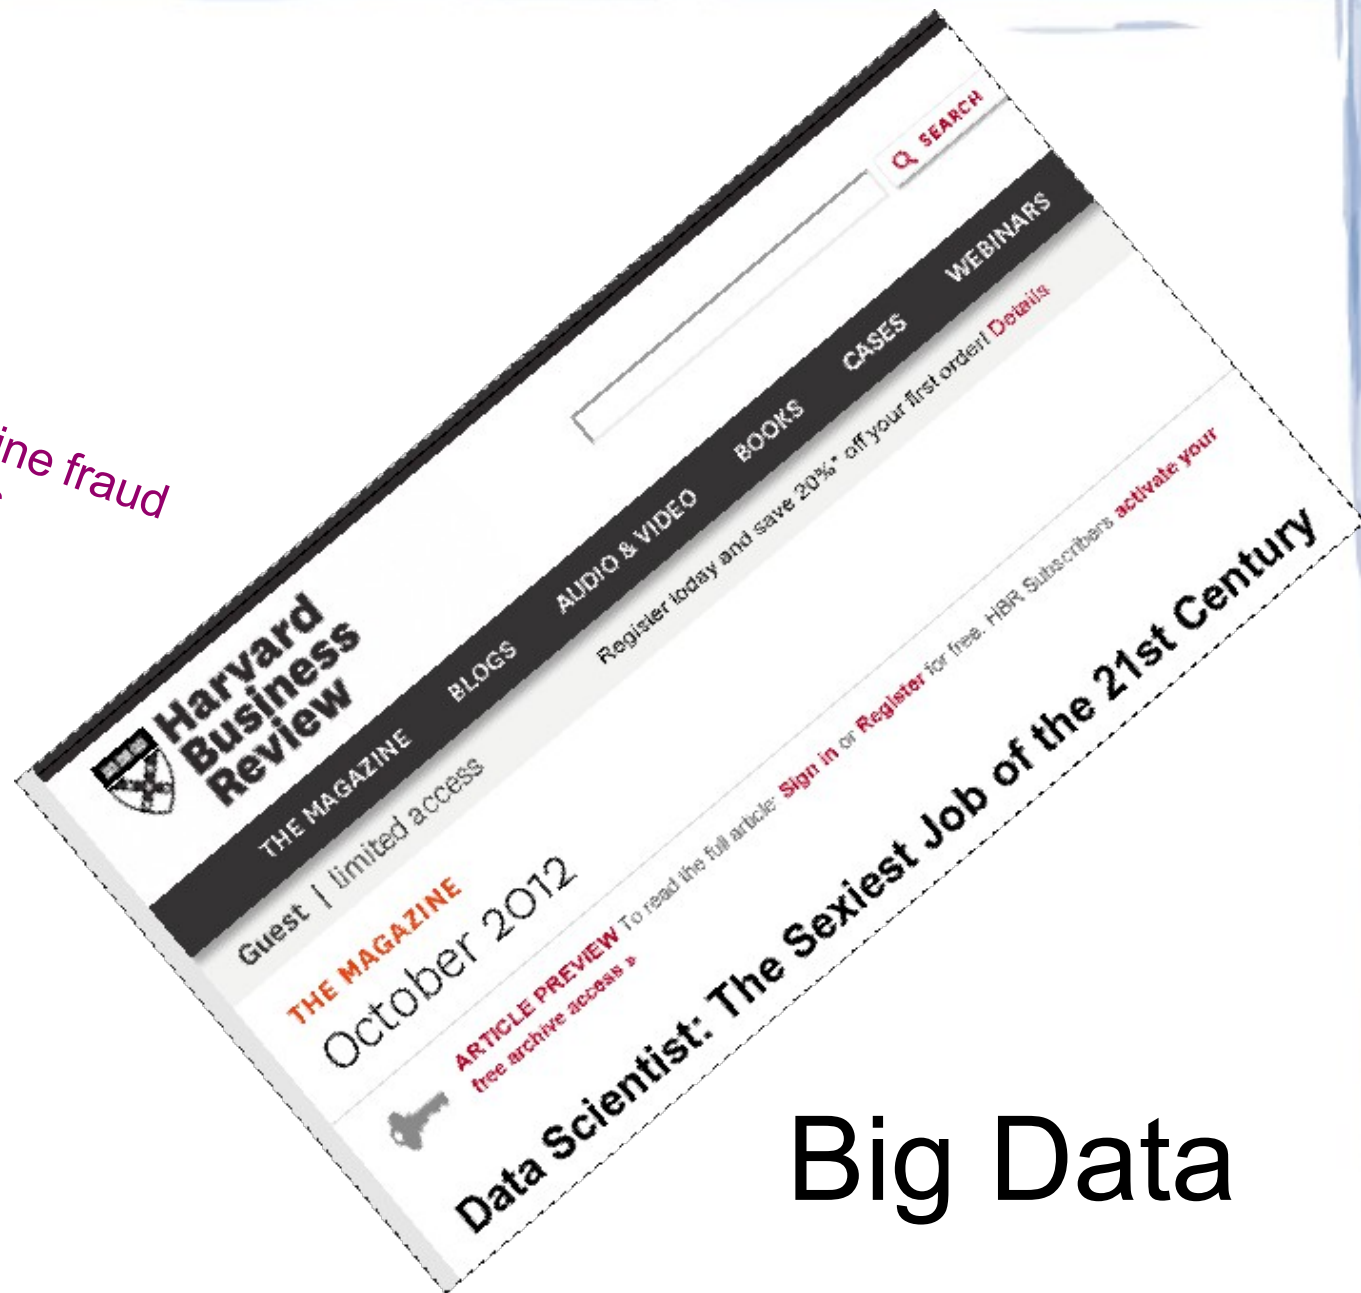 fraud
SEARCH
Harvard
Business
Review
THE MAGAZINE BLOGS AUDIO & VIDEO BOOKS CASES WEBINARS
Guest | limited access
Register today and save 20%* off your first order! Details
THE MAGAZINE
October 2012
ARTICLE PREVIEW To read the full article: Sign in or Register for free. HBR Subscribers activate your
free archive access »
Data Scientist: The Sexiest Job of the 21st Century
Big Data